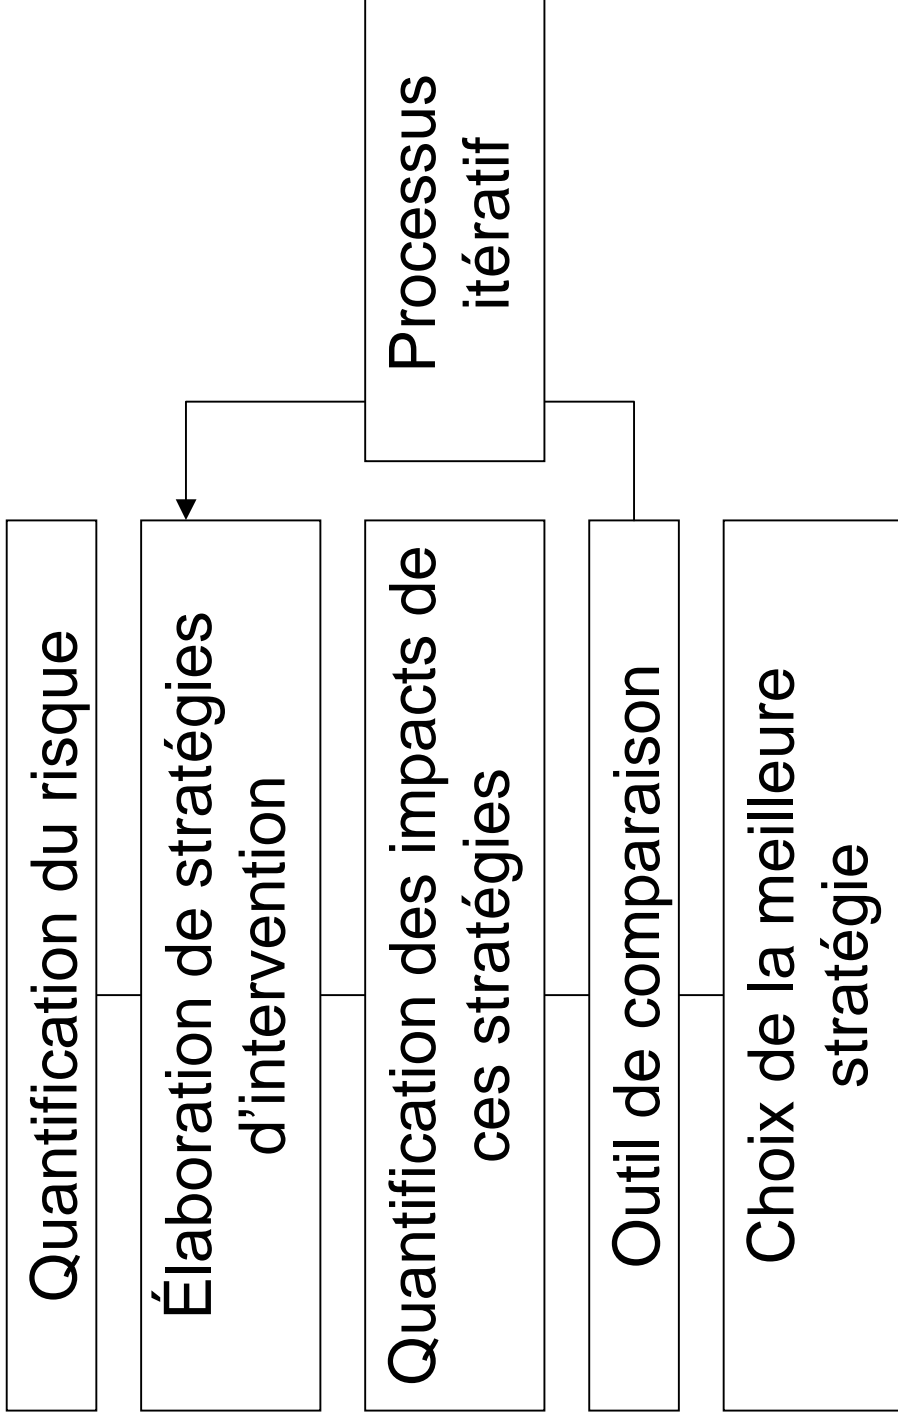 Quantification du risque
Élaboration de stratégies
d’intervention
Quantification des impacts de
ces stratégies
Outil de comparaison
Choix de la meilleure
stratégie
Processus
itératif